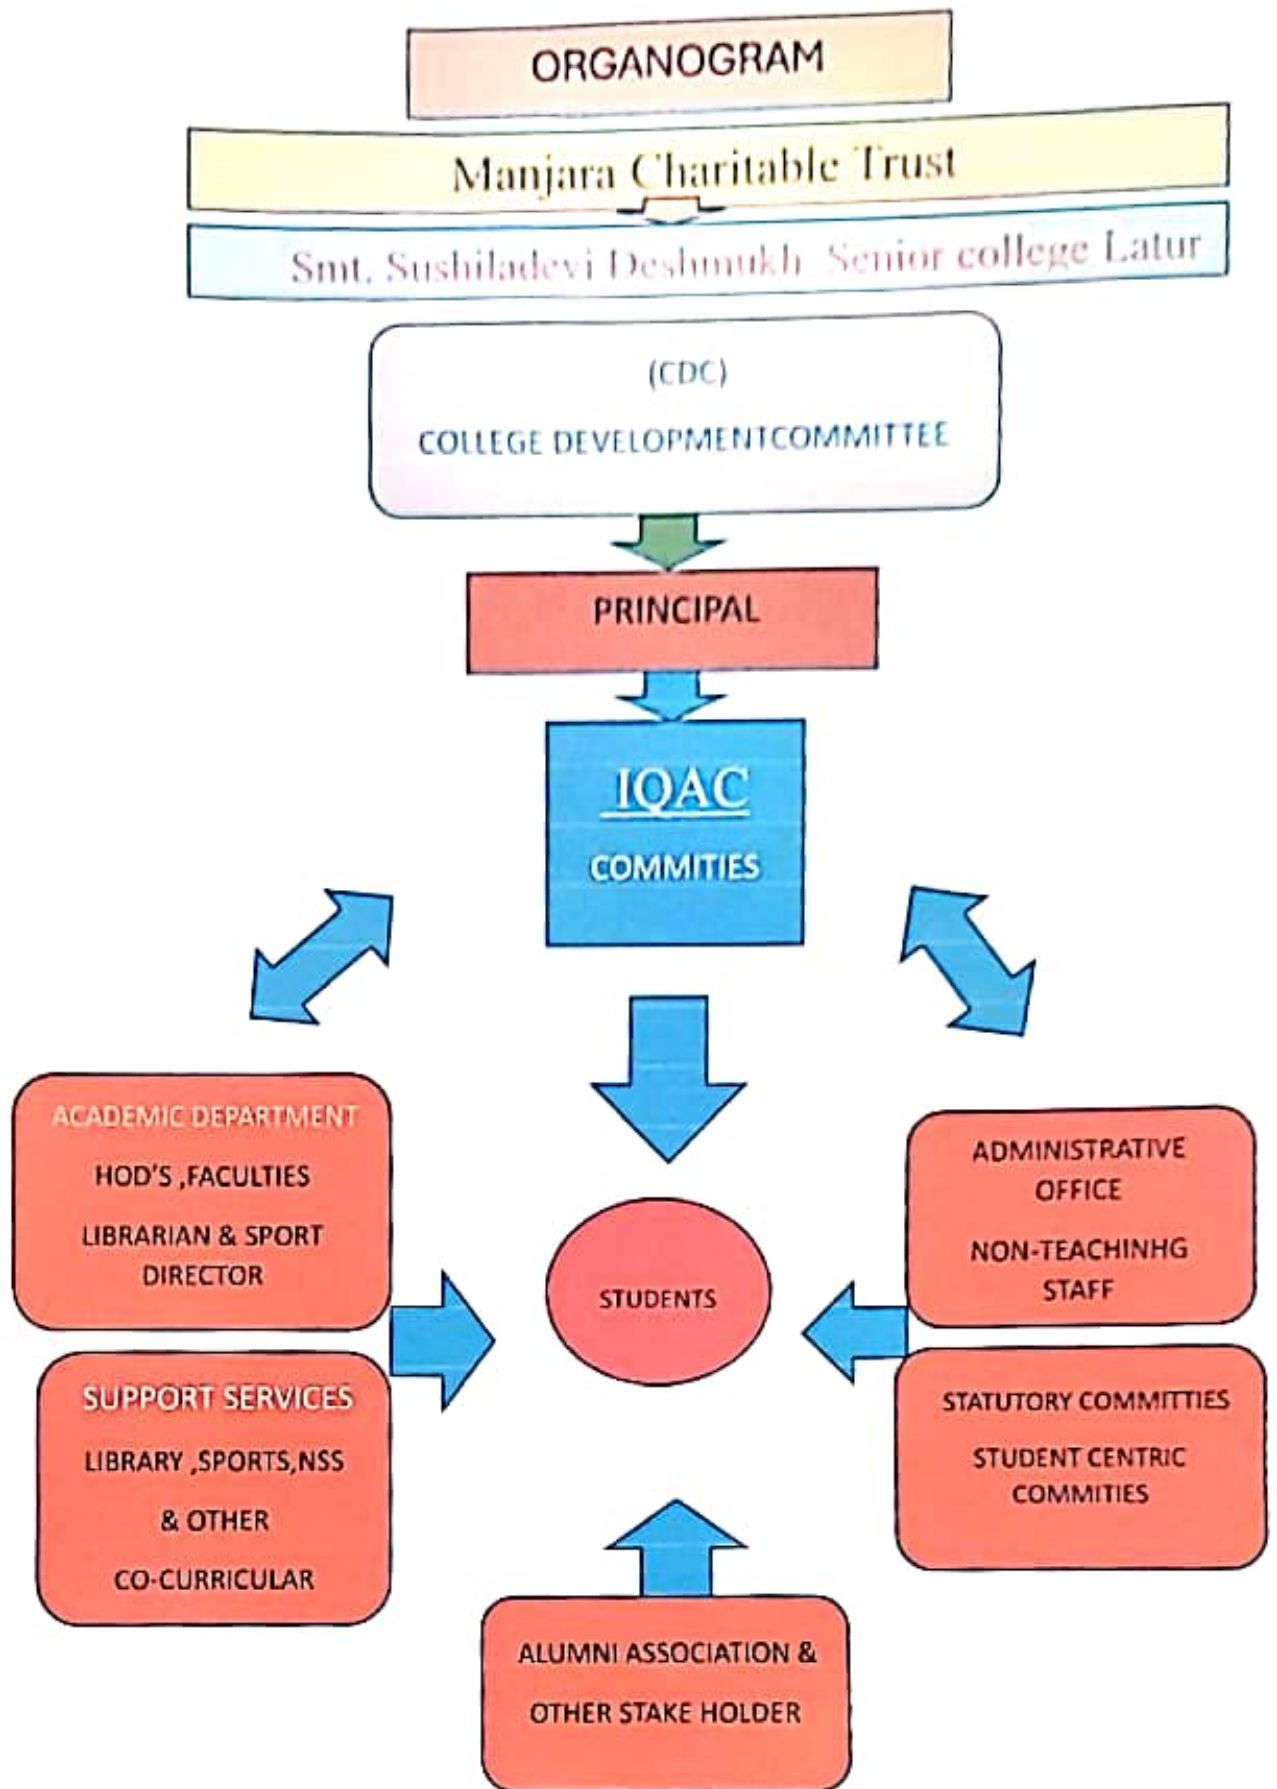 ORGANOGRAM
Manjara Charitable Trust
Smt. Sushiladevi Deshmukh Senior college Latur
(CDC)
COLLEGE DEVELOPMENTCOMMITTEE
PRINCIPAL
IQAC
COMMITIES
ACADEMIC DEPARTMENT
HOD'S ,FACULTIES
LIBRARIAN & SPORT
DIRECTOR
ADMINISTRATIVE
OFFICE
NON-TEACHINHG
STAFF
STUDENTS
SUPPORT SERVICES
LIBRARY ,SPORTS,NSS
& OTHER
CO-CURRICULAR
STATUTORY COMMITTIES
STUDENT CENTRIC
COMMITIES
ALUMNI ASSOCIATION &
OTHER STAKE HOLDER